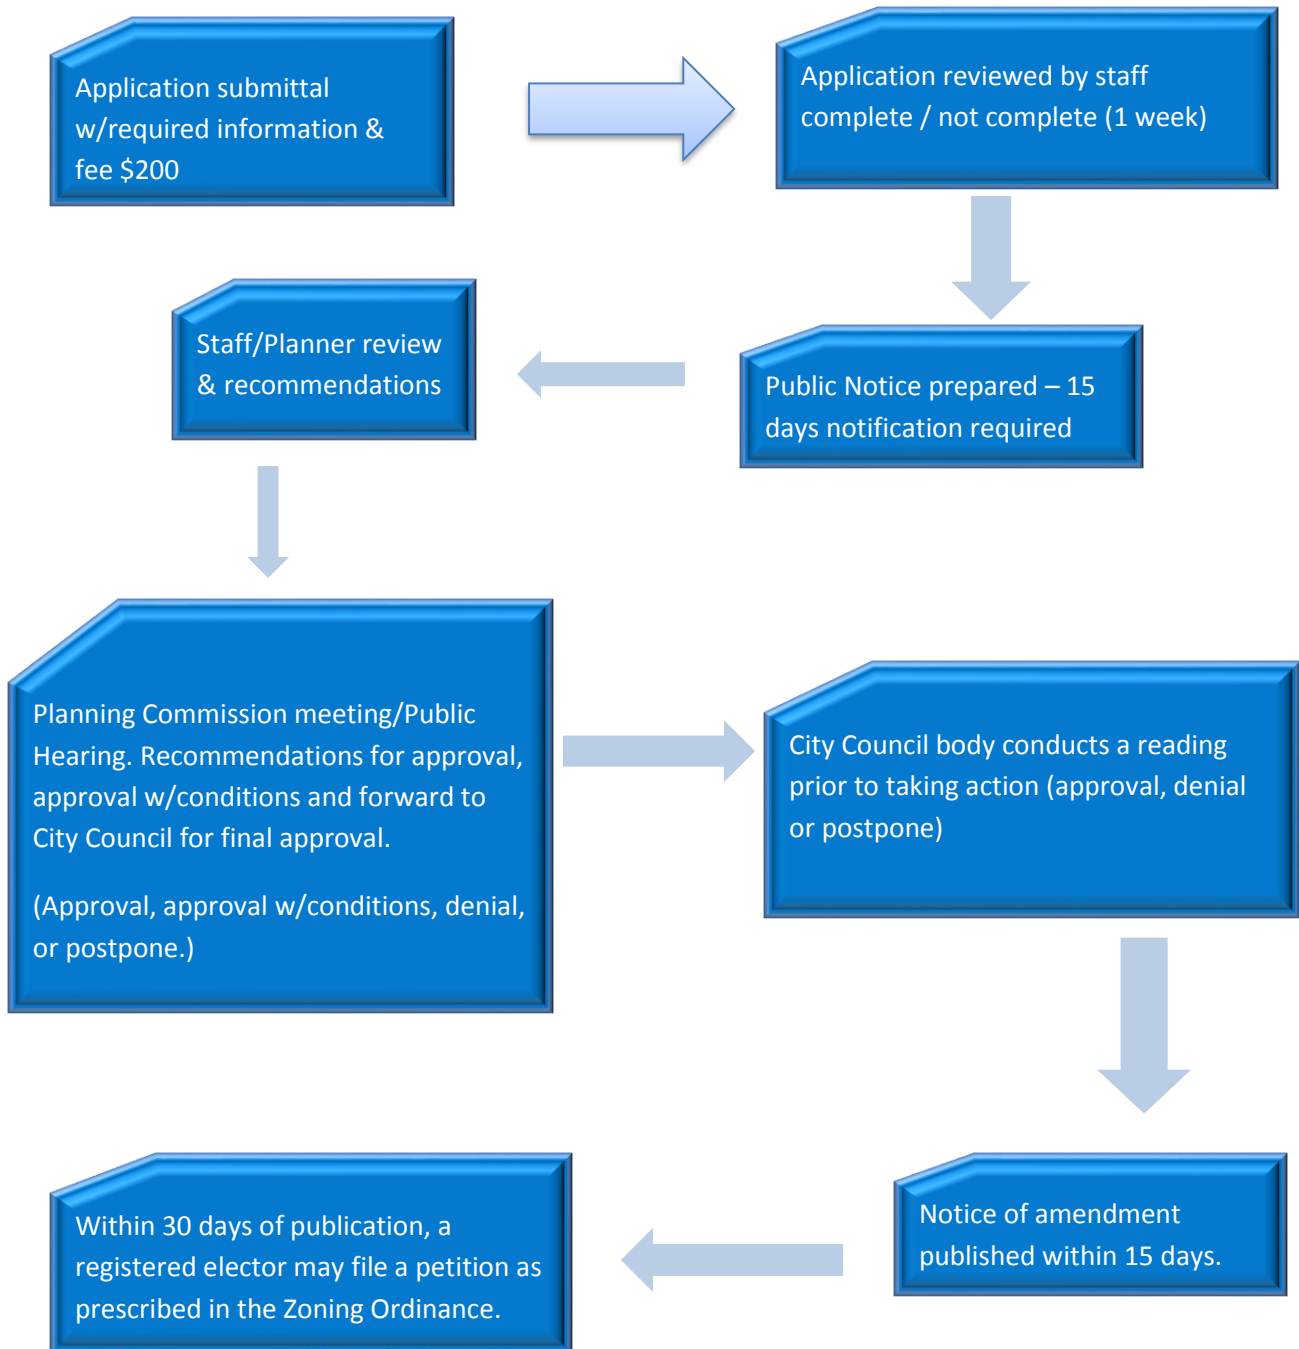 Application submittal
w/required information &
fee $200
Application reviewed by staff
complete / not complete (1 week)
Public Notice prepared – 15
days notification required
Staff/Planner review
& recommendations
Planning Commission meeting/Public
Hearing. Recommendations for approval,
approval w/conditions and forward to
City Council for final approval.
(Approval, approval w/conditions, denial,
or postpone.)
City Council body conducts a reading
prior to taking action (approval, denial
or postpone)
Notice of amendment
published within 15 days.
Within 30 days of publication, a
registered elector may file a petition as
prescribed in the Zoning Ordinance.